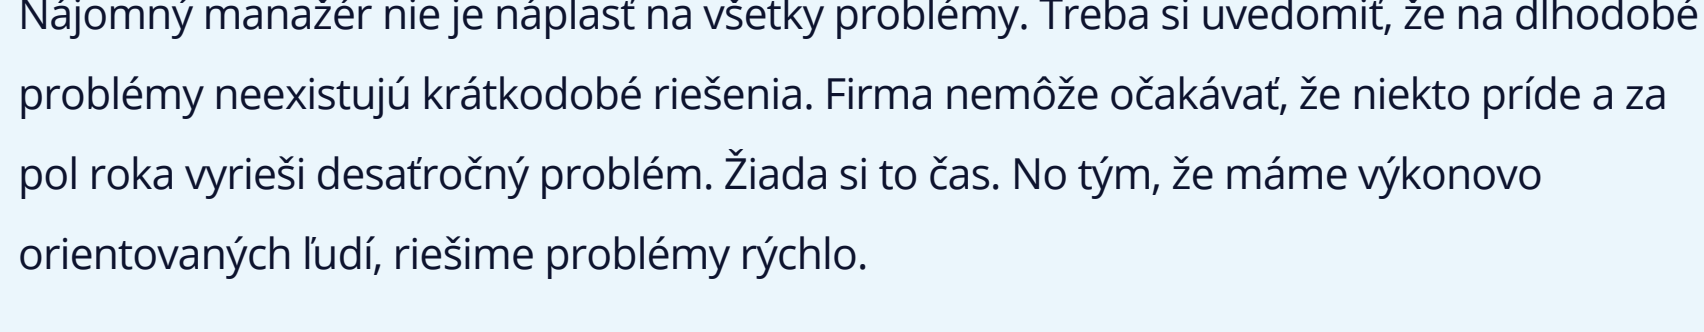 Nájomný manažér nie je náplasť na všetky problémy. Treba si uvedomiť, že na dlhodobé
problémy neexistujú krátkodobé riešenia. Firma nemôže očakávať, že niekto príde a za
pol roka vyrieši desaťročný problém. Žiada si to čas. No tým, že máme výkonovo
orientovaných ľudí, riešime problémy rýchlo.